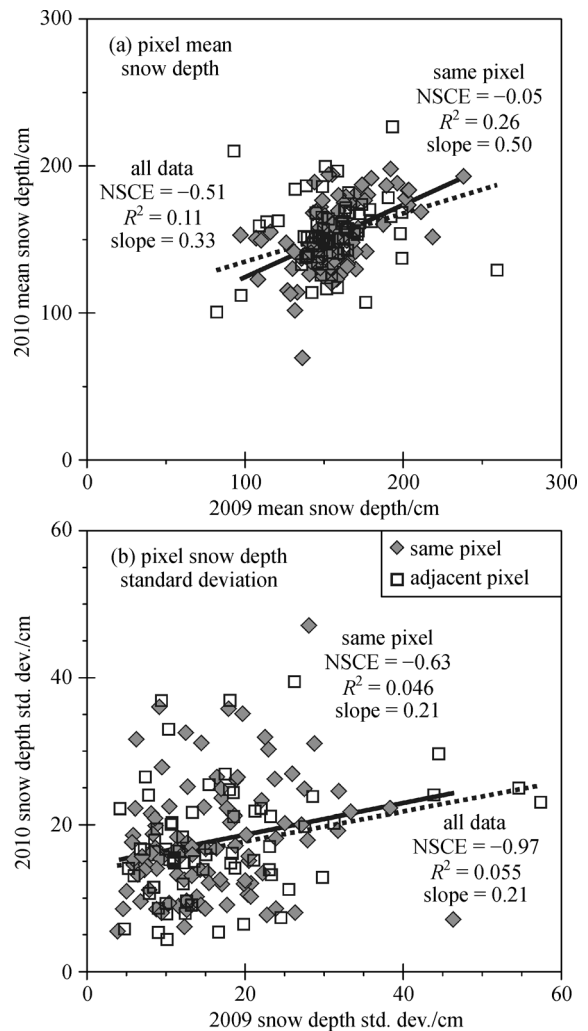 300
200
100
0
2010 mean snow depth/cm
(a) pixel mean
snow depth
same pixel
NSCE = −0.05
R² = 0.26
slope = 0.50
all data
NSCE = −0.51
R² = 0.11
slope = 0.33
0 100 200 300
2009 mean snow depth/cm
60
40
20
0
2010 snow depth std. dev./cm
(b) pixel snow depth
standard deviation
same pixel
adjacent pixel
same pixel
NSCE = −0.63
R² = 0.046
slope = 0.21
all data
NSCE = −0.97
R² = 0.055
slope = 0.21
0 20 40 60
2009 snow depth std. dev./cm